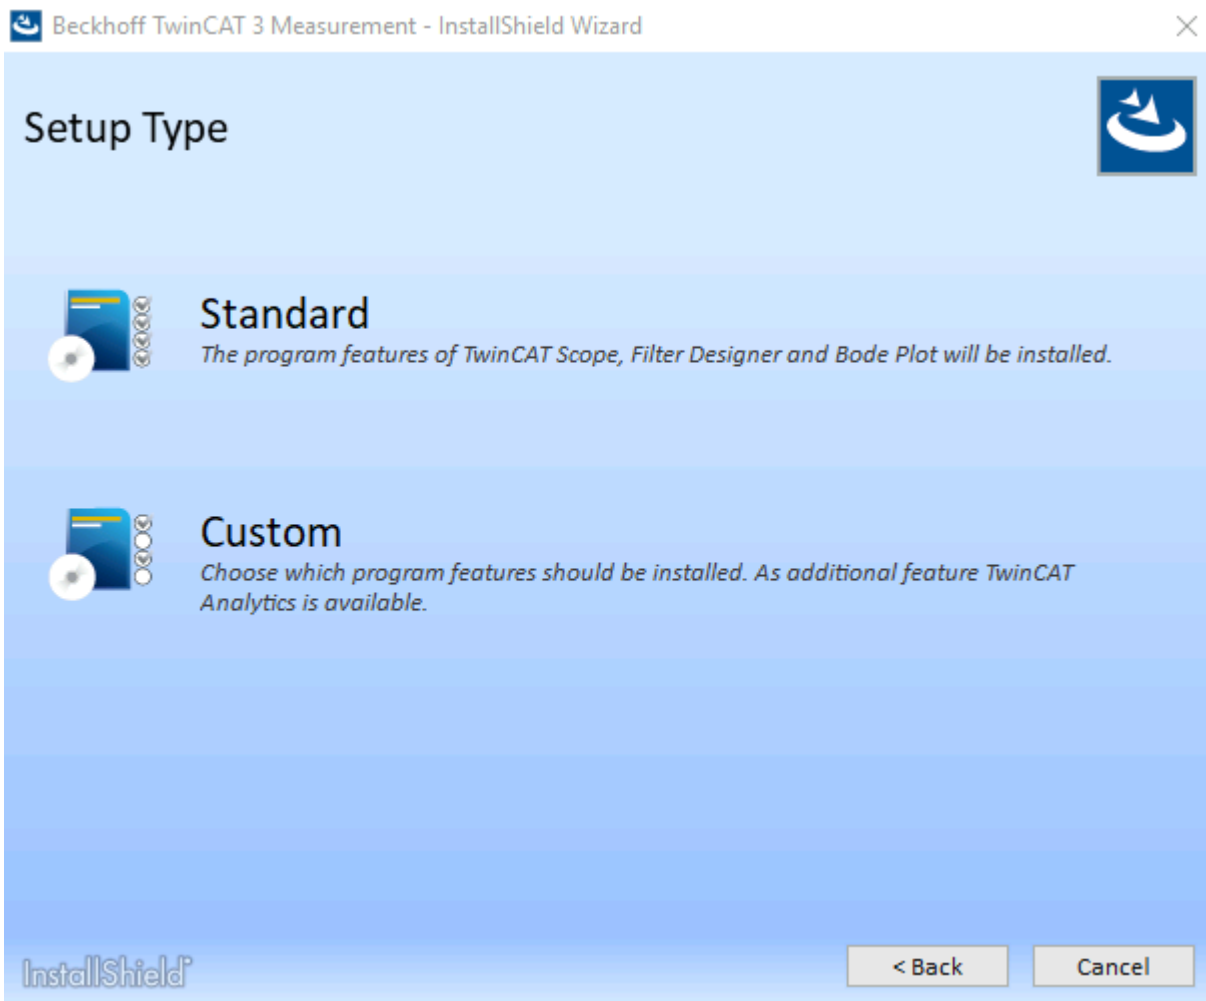 Beckhoff TwinCAT 3 Measurement - InstallShield Wizard
Setup Type
Standard
The program features of TwinCAT Scope, Filter Designer and Bode Plot will be installed.
Custom
Choose which program features should be installed. As additional feature TwinCAT
Analytics is available.
InstallShield®
< Back
Cancel